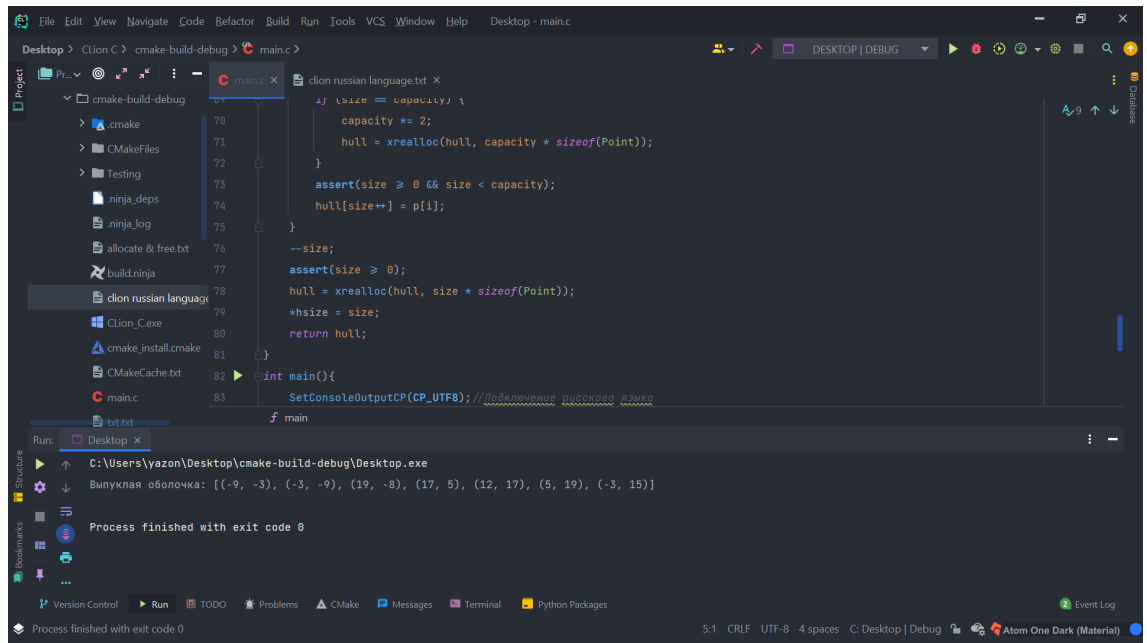 File Edit View Navigate Code Refactor Build Run Tools VCS Window Help Desktop - main.c
Desktop > CLion C > cmake-build-debug > main.c >
DESKTOP | DEBUG
Project
Pr...
main.c ×
clion russian language.txt ×
Database
cmake-build-debug
.cmake
CMakeFiles
Testing
.ninja_deps
.ninja_log
allocate & free.txt
build.ninja
clion russian language
CLion_C.exe
cmake_install.cmake
CMakeCache.txt
main.c
txt.txt
9
69 if (size == capacity) {
70 capacity *= 2;
71 hull = xrealloc(hull, capacity * sizeof(Point));
72 }
73 assert(size >= 0 && size < capacity);
74 hull[size++] = p[i];
75 }
76 --size;
77 assert(size >= 0);
78 hull = xrealloc(hull, size * sizeof(Point));
79 *hsize = size;
80 return hull;
81 }
82 int main(){
83 SetConsoleOutputCP(CP_UTF8);//Подключение русского языка
f main
Run: Desktop ×
Structure
Bookmarks
C:\Users\yazon\Desktop\cmake-build-debug\Desktop.exe
Выпуклая оболочка: [(-9, -3), (-3, -9), (19, -8), (17, 5), (12, 17), (5, 19), (-3, 15)]
Process finished with exit code 0
Version Control Run TODO Problems CMake Messages Terminal Python Packages 2 Event Log
Process finished with exit code 0 5:1 CRLF UTF-8 4 spaces C: Desktop | Debug Atom One Dark (Material)